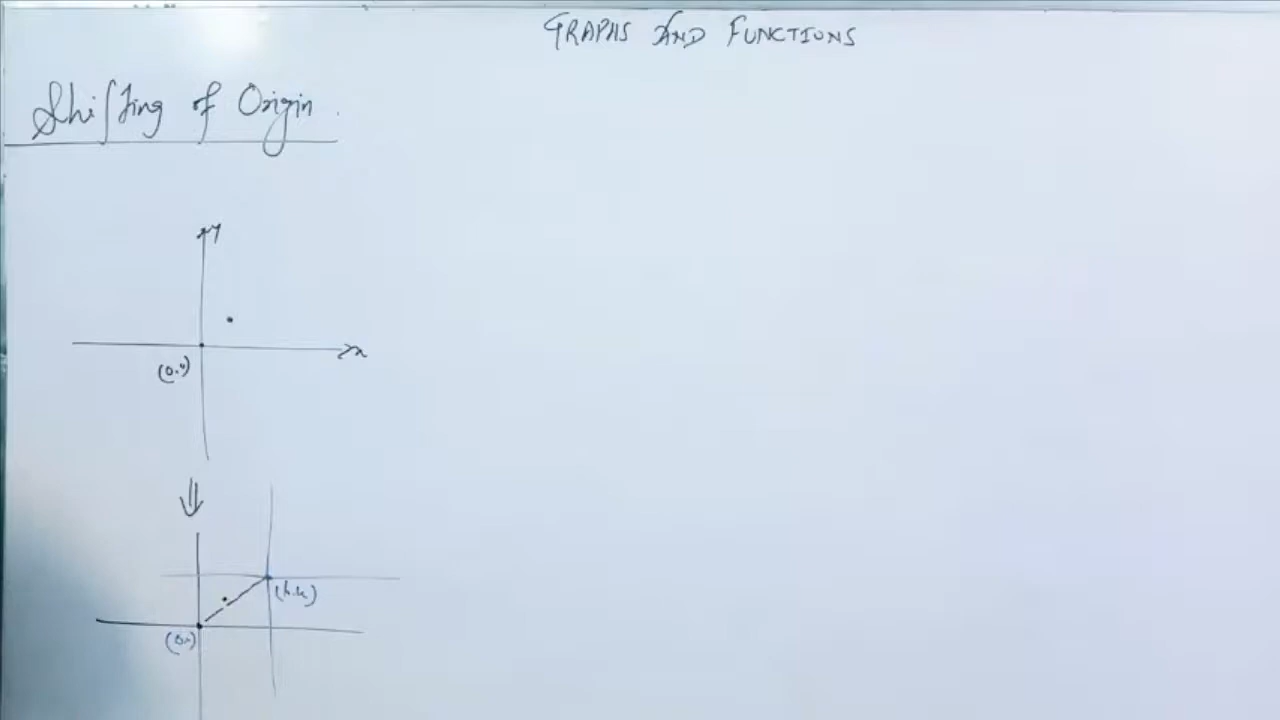 GRAPHS AND FUNCTIONS
Shifting of Origin.
y
x
(0,0)
(h,k)
(0,0)